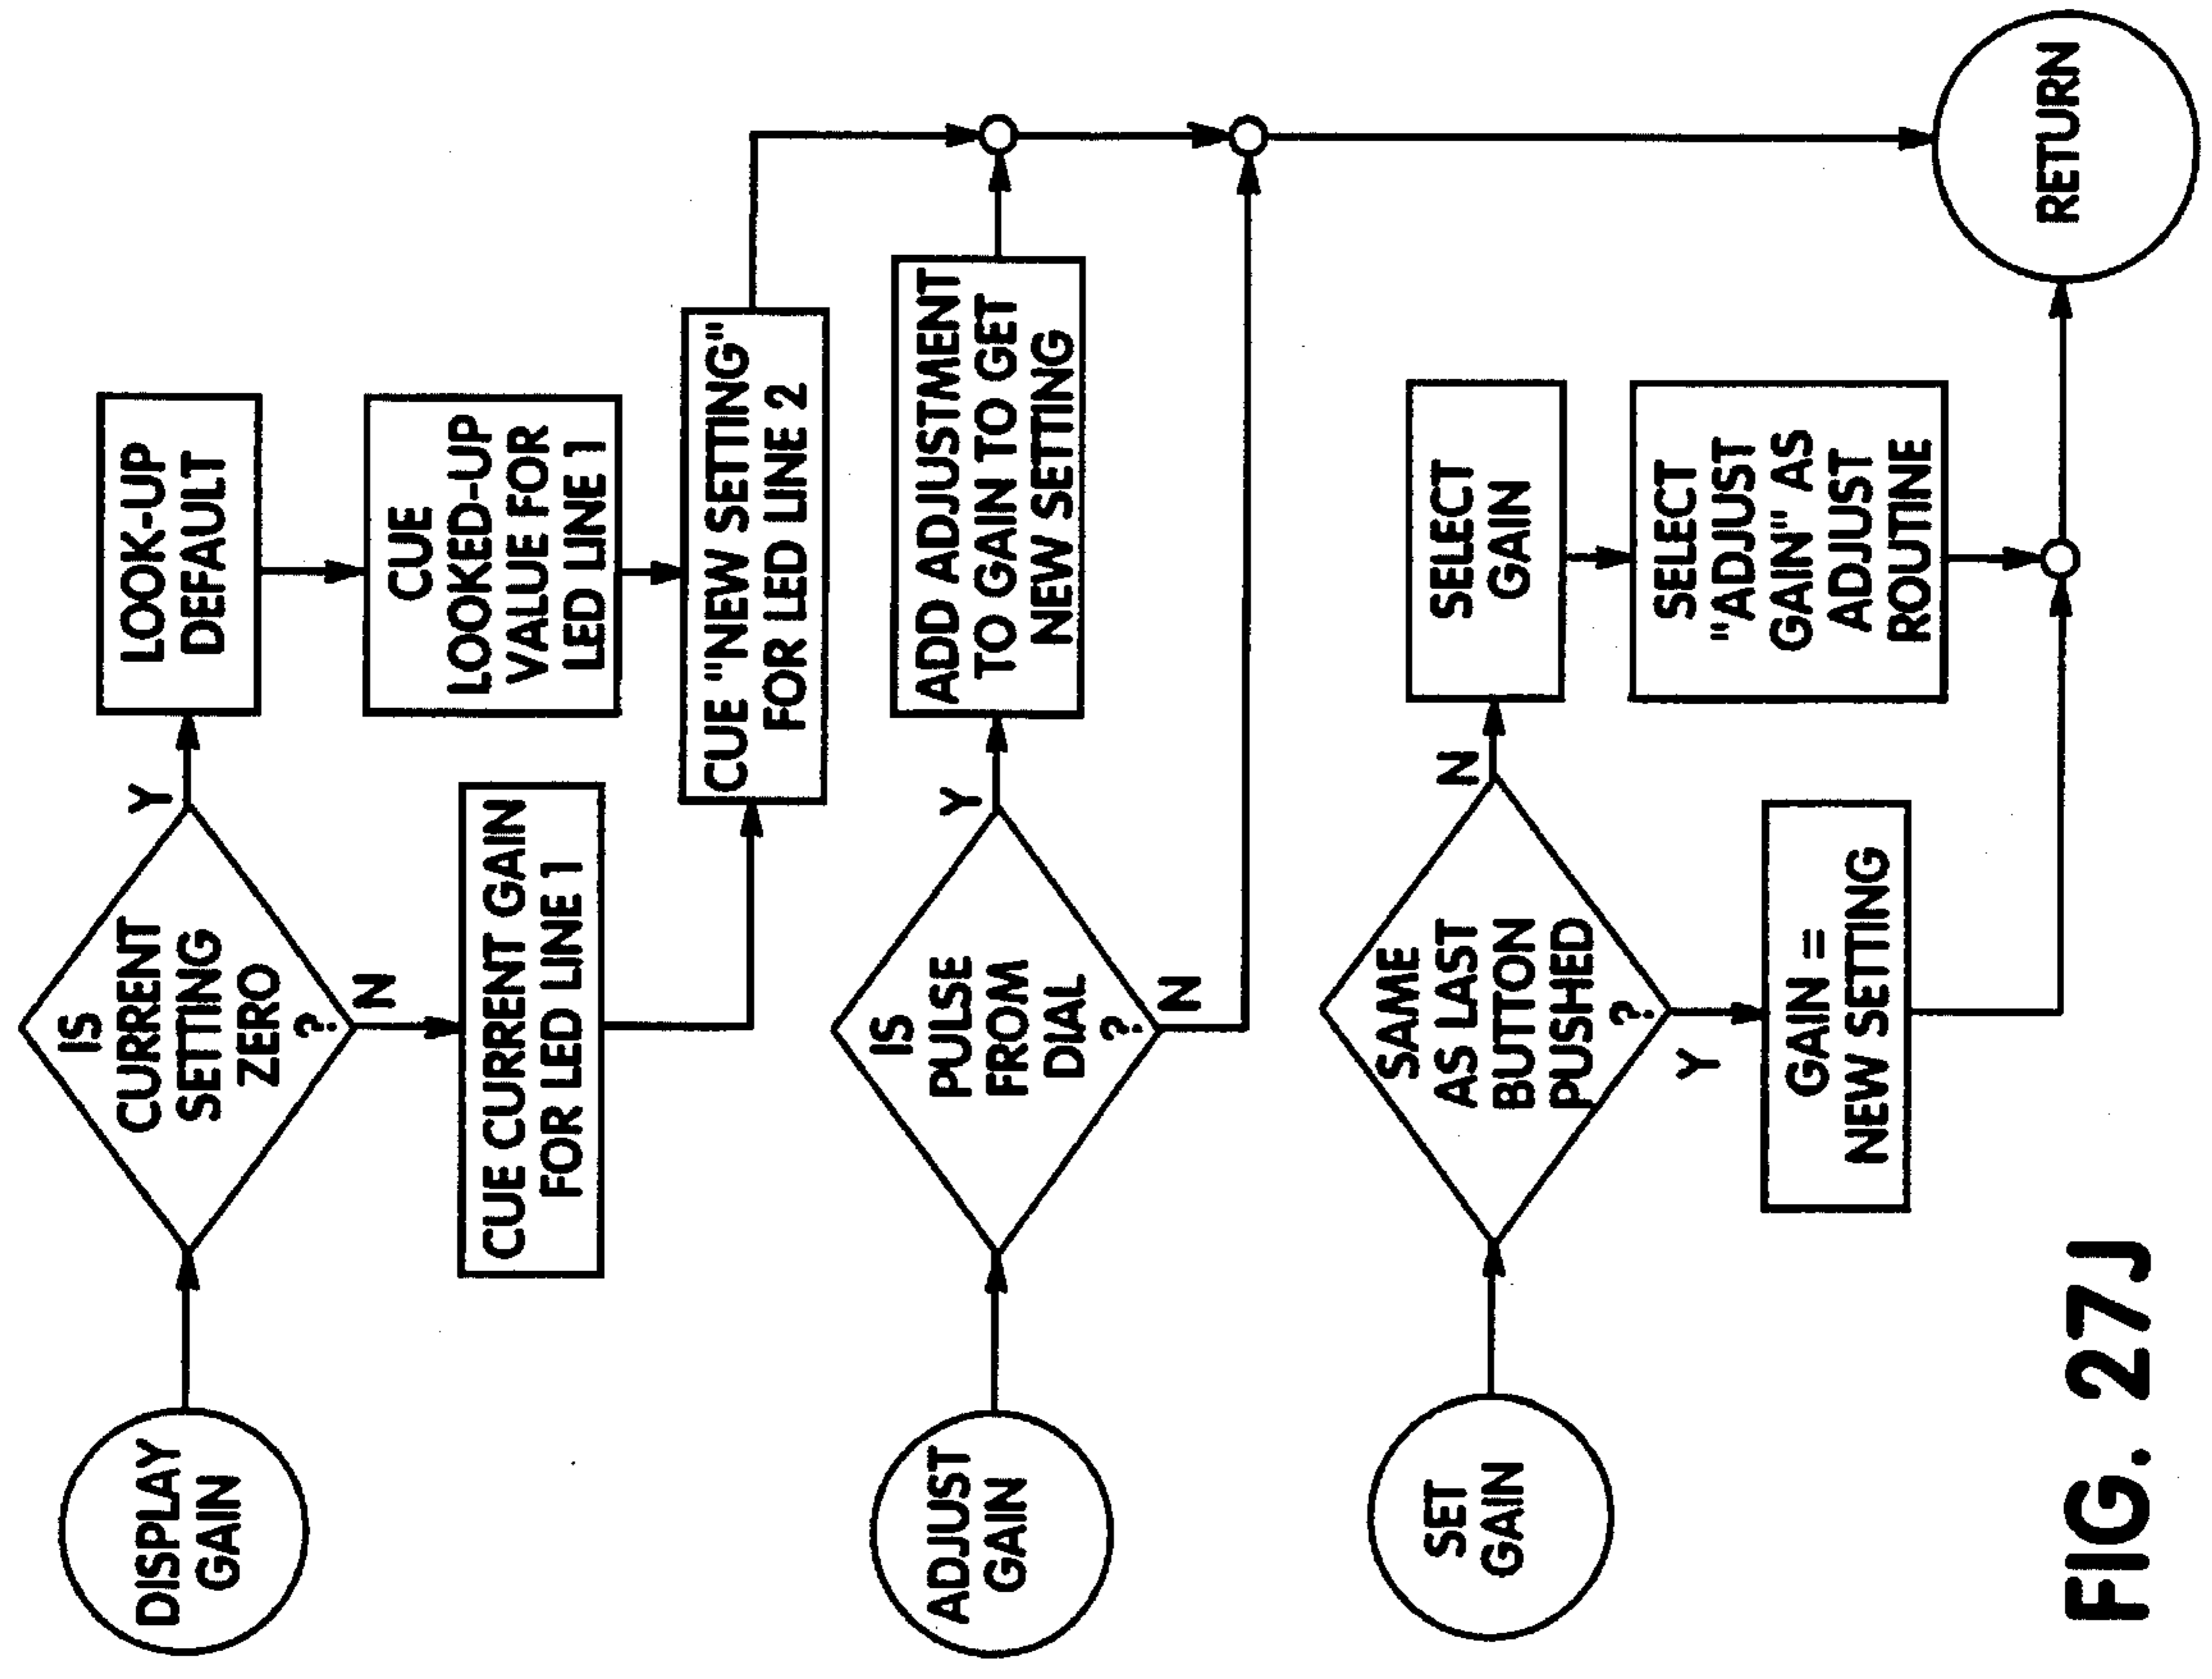 DISPLAY
GAIN
IS
CURRENT
SETTING
ZERO
?
Y
N
LOOK-UP
DEFAULT
CUE
LOOKED-UP
VALUE FOR
LED LINE 1
CUE CURRENT GAIN
FOR LED LINE 1
CUE "NEW SETTING"
FOR LED LINE 2
ADJUST
GAIN
IS
PULSE
FROM
DIAL
?
Y
N
ADD ADJUSTMENT
TO GAIN TO GET
NEW SETTING
SET
GAIN
SAME
AS LAST
BUTTON
PUSHED
?
N
Y
SELECT
GAIN
SELECT
"ADJUST
GAIN" AS
ADJUST
ROUTINE
GAIN =
NEW SETTING
RETURN
FIG. 27J